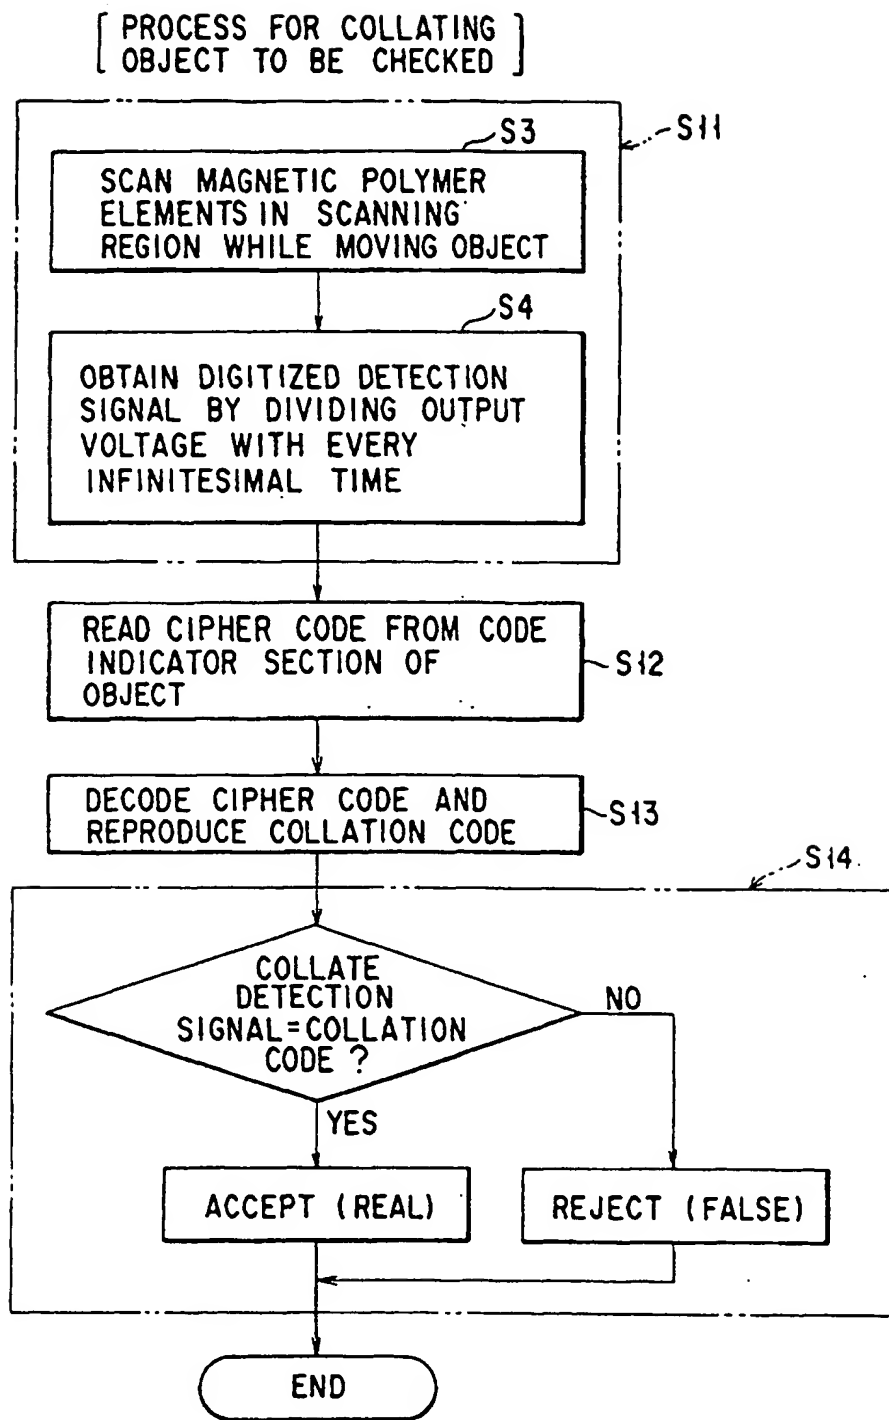 PROCESS FOR COLLATING
OBJECT TO BE CHECKED
S11
S3
SCAN MAGNETIC POLYMER
ELEMENTS IN SCANNING
REGION WHILE MOVING OBJECT
S4
OBTAIN DIGITIZED DETECTION
SIGNAL BY DIVIDING OUTPUT
VOLTAGE WITH EVERY
INFINITESIMAL TIME
READ CIPHER CODE FROM CODE
INDICATOR SECTION OF
OBJECT
S12
DECODE CIPHER CODE AND
REPRODUCE COLLATION CODE
S13
S14
COLLATE
DETECTION
SIGNAL=COLLATION
CODE ?
NO
YES
ACCEPT (REAL)
REJECT (FALSE)
END